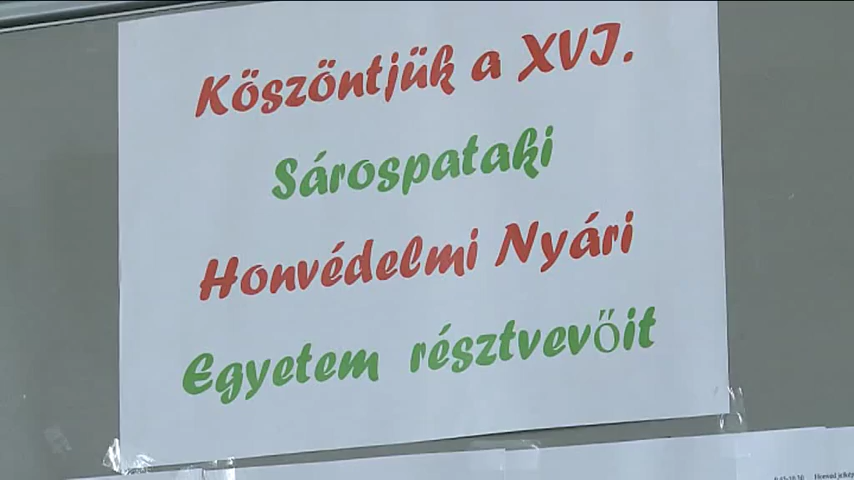 Köszöntjük a XVI.
Sárospataki
Honvédelmi Nyári
Egyetem résztvevőit